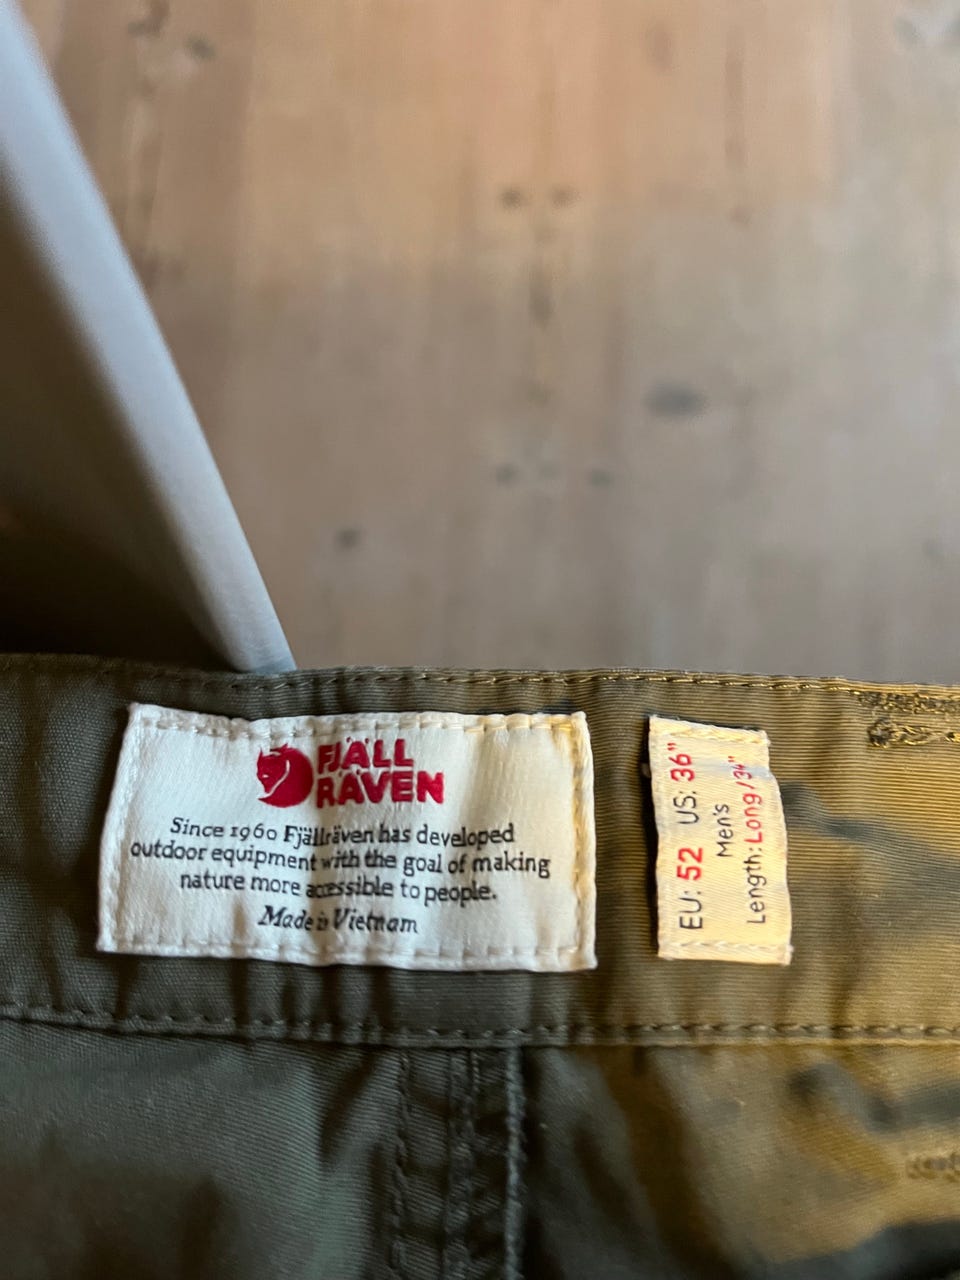 FJÄLL
RÄVEN
Since 1960 Fjällräven has developed
outdoor equipment with the goal of making
nature more accessible to people.
Made in Vietnam
EU: 52 US: 36"
Men's
Length: Long/34"